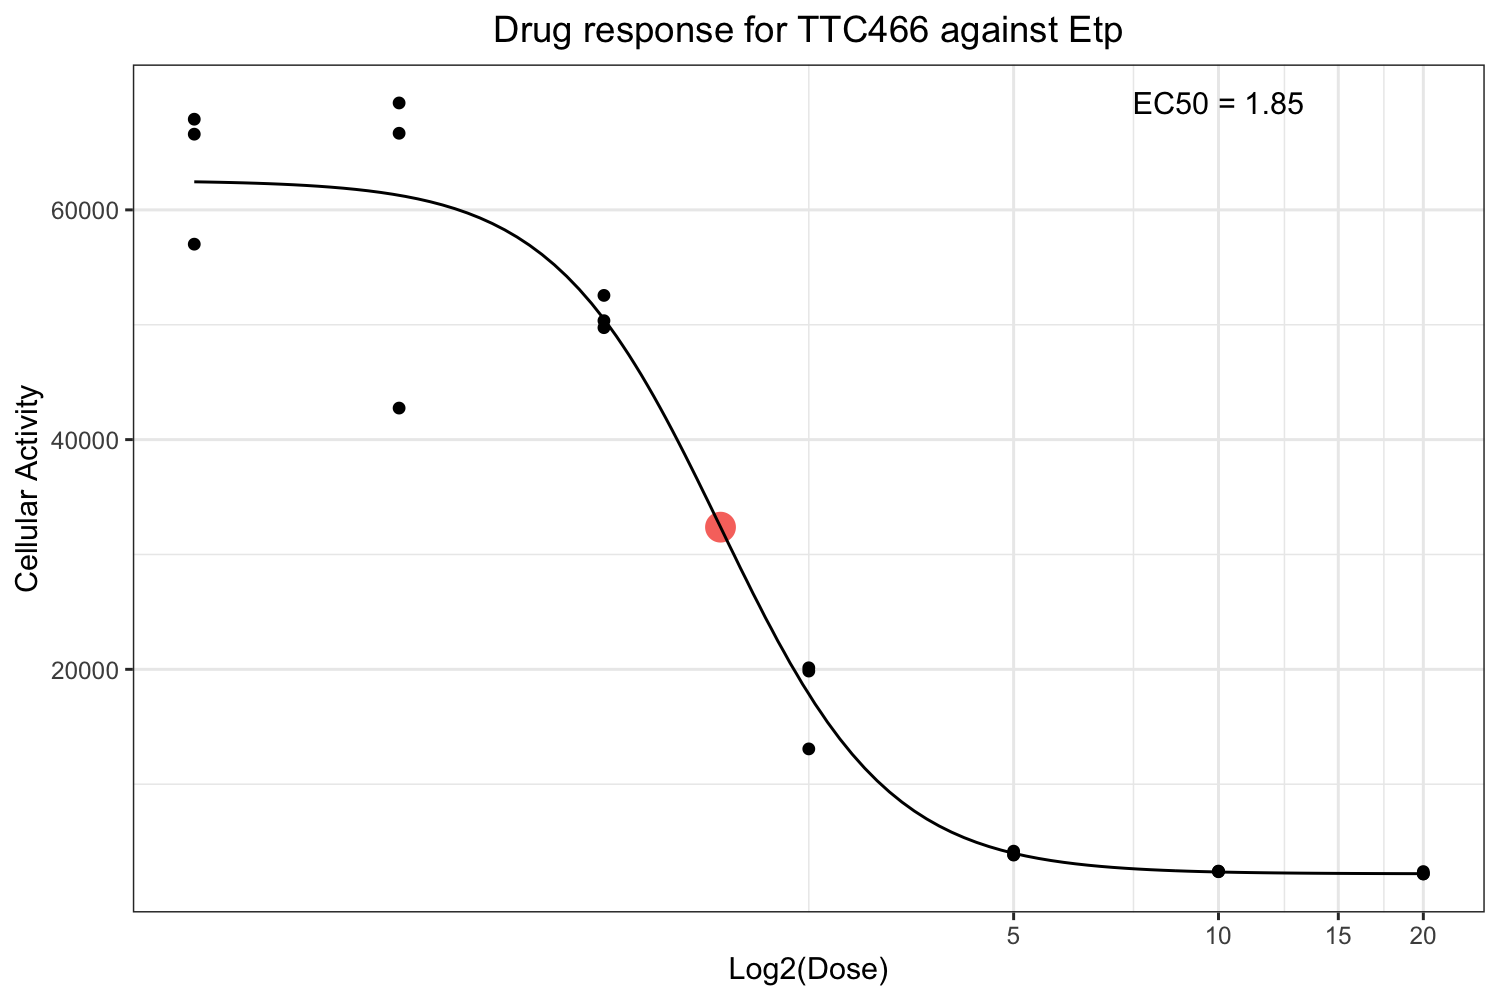 Drug response for TTC466 against Etp
EC50 = 1.85
60000
40000
20000
Cellular Activity
5 10 15 20
Log2(Dose)